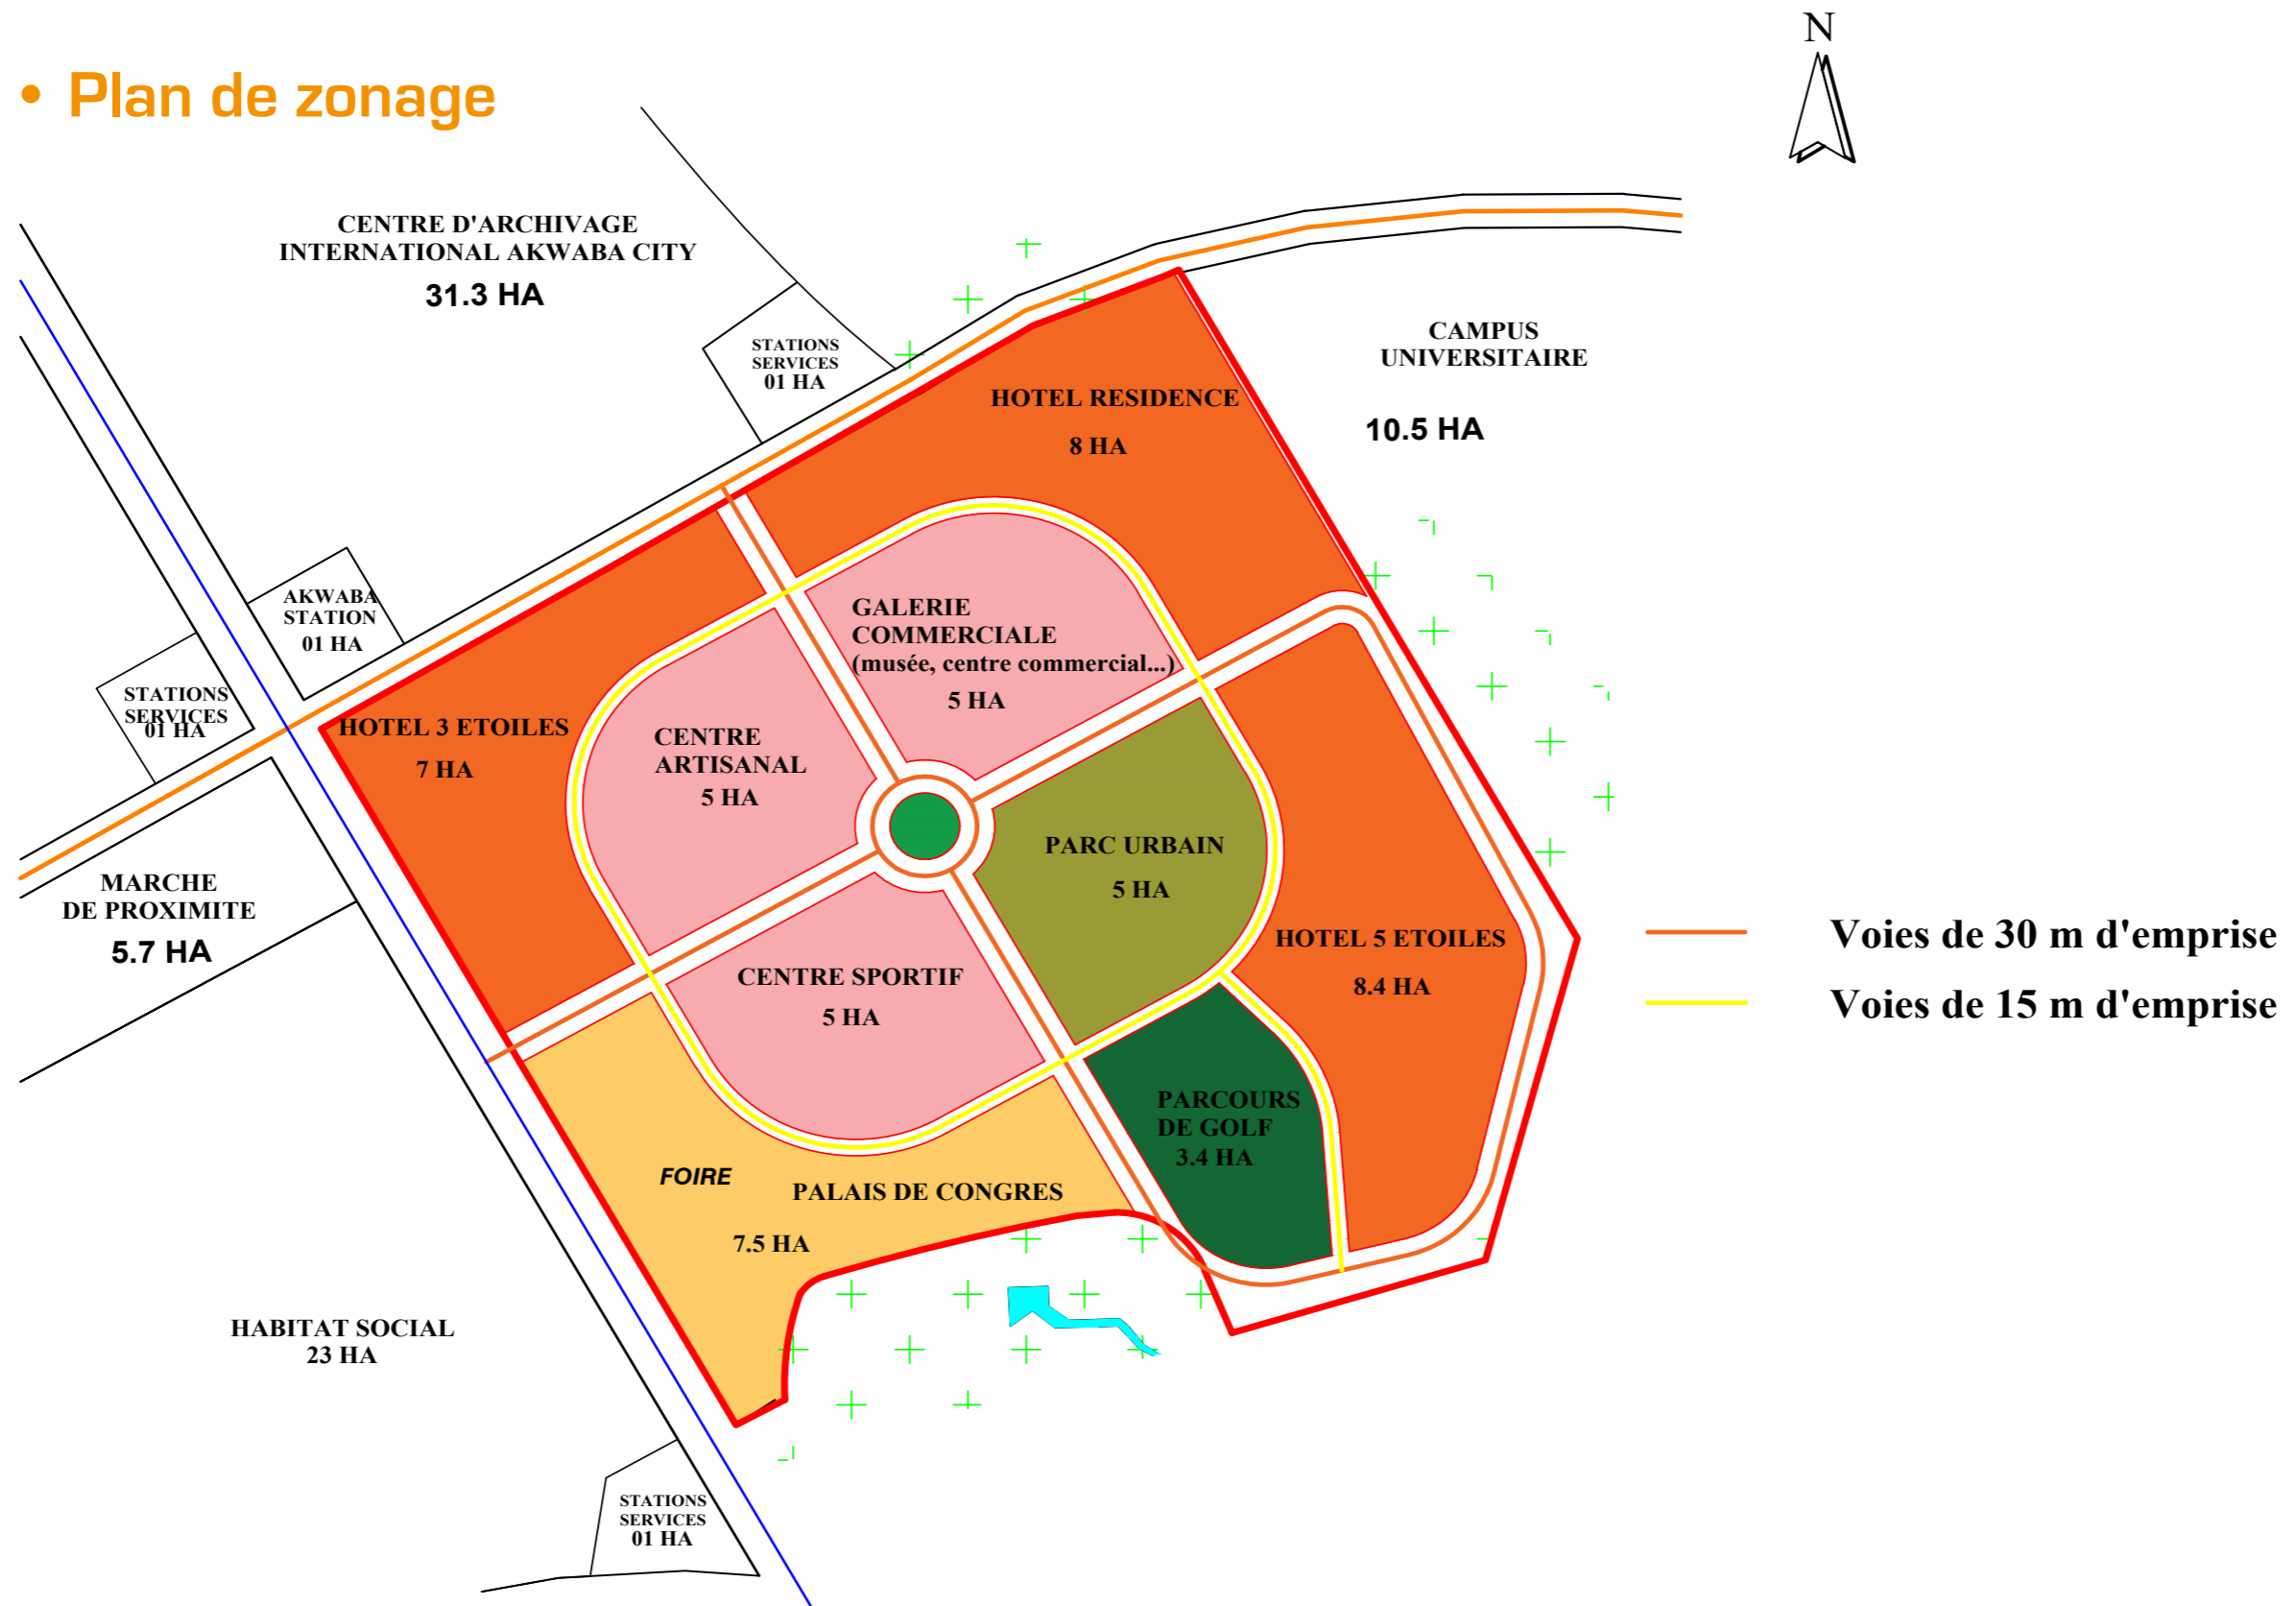 • Plan de zonage
N
CENTRE D'ARCHIVAGE
INTERNATIONAL AKWABA CITY
31.3 HA
STATIONS
SERVICES
01 HA
CAMPUS
UNIVERSITAIRE
10.5 HA
HOTEL RESIDENCE
8 HA
AKWABA
STATION
01 HA
STATIONS
SERVICES
01 HA
HOTEL 3 ETOILES
7 HA
GALERIE
COMMERCIALE
(musée, centre commercial...)
5 HA
CENTRE
ARTISANAL
5 HA
PARC URBAIN
5 HA
MARCHE
DE PROXIMITE
5.7 HA
CENTRE SPORTIF
5 HA
HOTEL 5 ETOILES
8.4 HA
Voies de 30 m d'emprise
Voies de 15 m d'emprise
PARCOURS
DE GOLF
3.4 HA
FOIRE
PALAIS DE CONGRES
7.5 HA
HABITAT SOCIAL
23 HA
STATIONS
SERVICES
01 HA